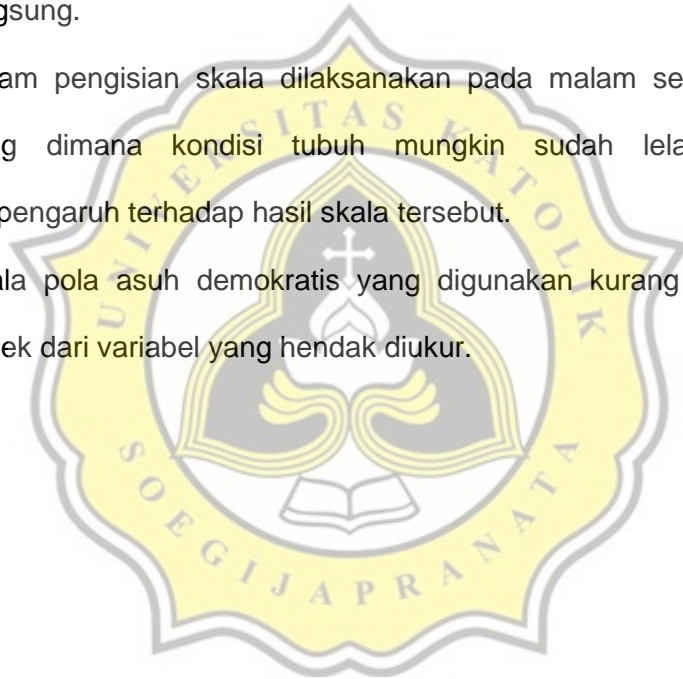 gsung.
am pengisian skala dilaksanakan pada malam se
g dimana kondisi tubuh mungkin sudah lela
pengaruh terhadap hasil skala tersebut.
ala pola asuh demokratis yang digunakan kurang
ek dari variabel yang hendak diukur.
UNIVERSITAS KATOLIK
SOEGIJAPRANATA